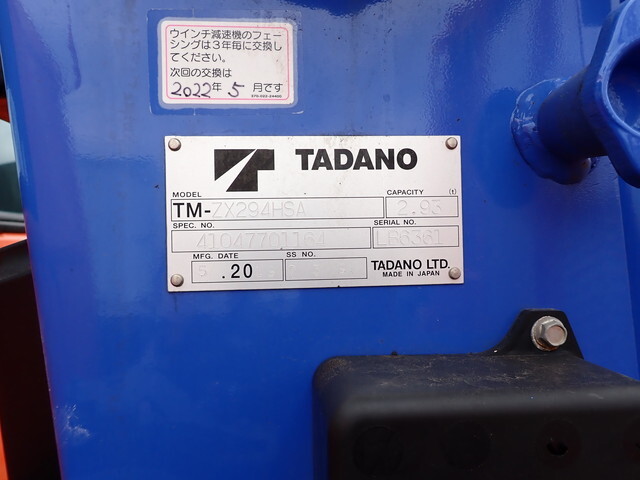 ウインチ減速機のフェー
シングは3年毎に交換し
てください。
次回の交換は
2022年 5 月です
TADANO
MODEL CAPACITY (t)
TM-ZX294HSA 2.93
SPEC. NO. SERIAL NO.
LB6361
MFG. DATE SS NO.
5 .20
TADANO LTD.
MADE IN JAPAN